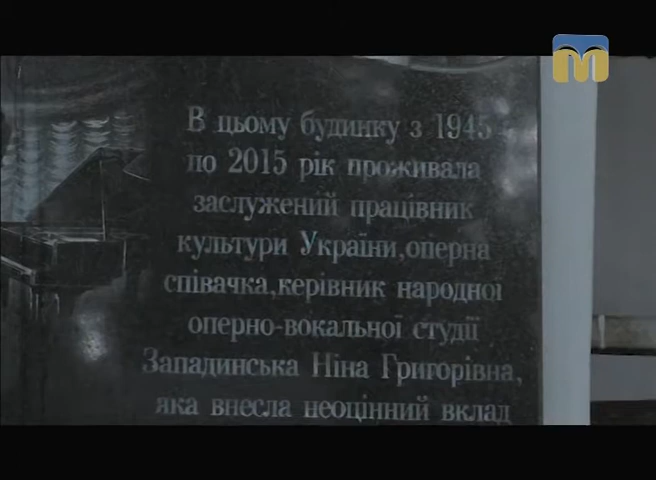 В цьому будинку з 1945
по 2015 рік проживала
заслужений працівник
культури України,оперна
співачка,керівник народної
оперно-вокальної студії
Западинська Ніна Григорівна,
яка внесла неоцінний вклад